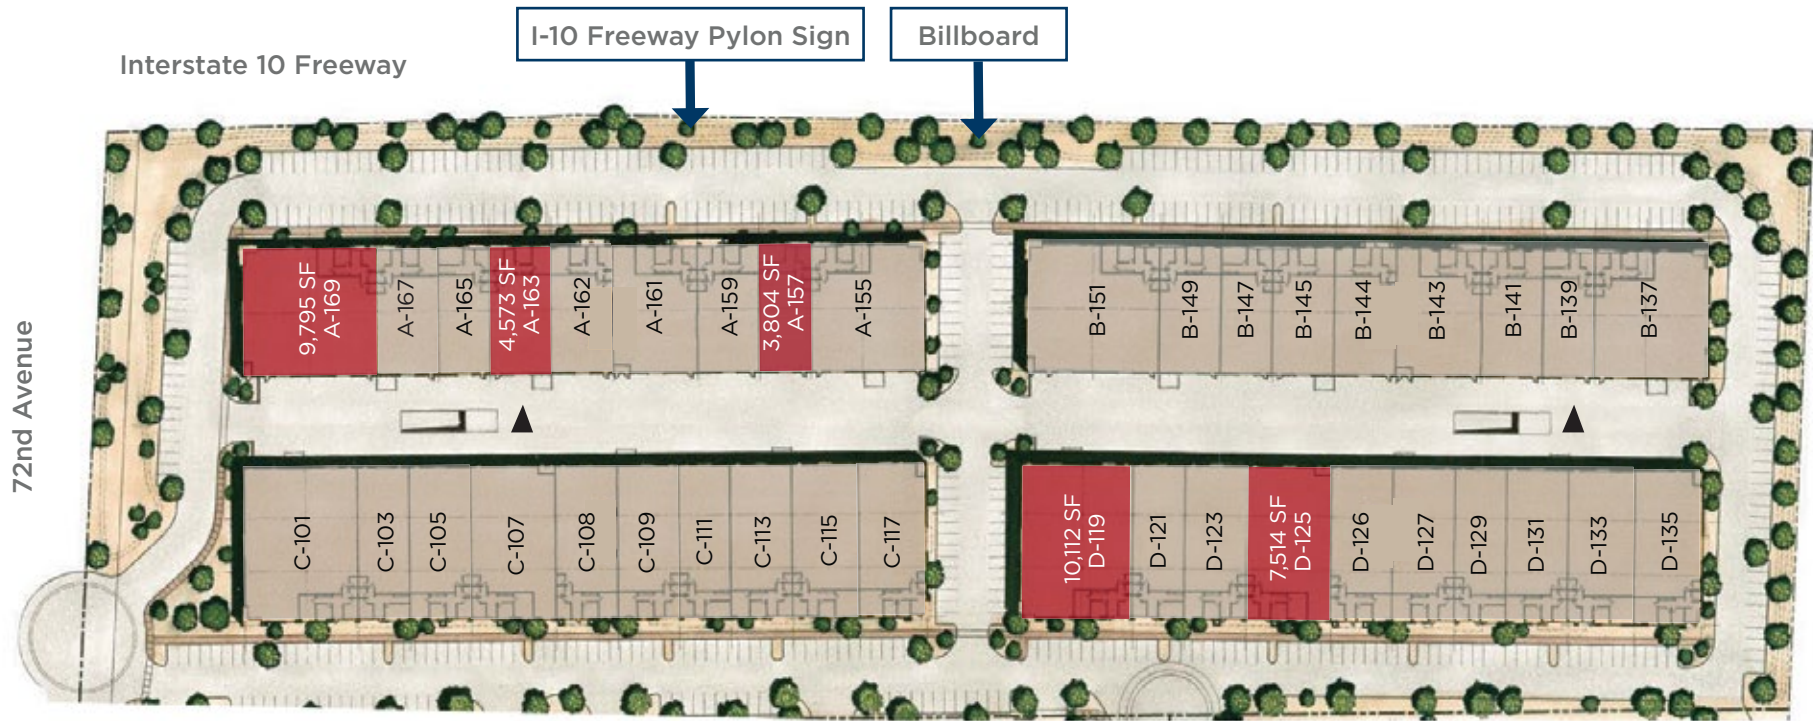 I-10 Freeway Pylon Sign
Billboard
Interstate 10 Freeway
72nd Avenue
9,795 SF
A-169
A-167
A-165
4,573 SF
A-163
A-162
A-161
A-159
3,804 SF
A-157
A-155
B-151
B-149
B-147
B-145
B-144
B-143
B-141
B-139
B-137
C-101
C-103
C-105
C-107
C-108
C-109
C-111
C-113
C-115
C-117
10,112 SF
D-119
D-121
D-123
7,514 SF
D-125
D-126
D-127
D-129
D-131
D-133
D-135